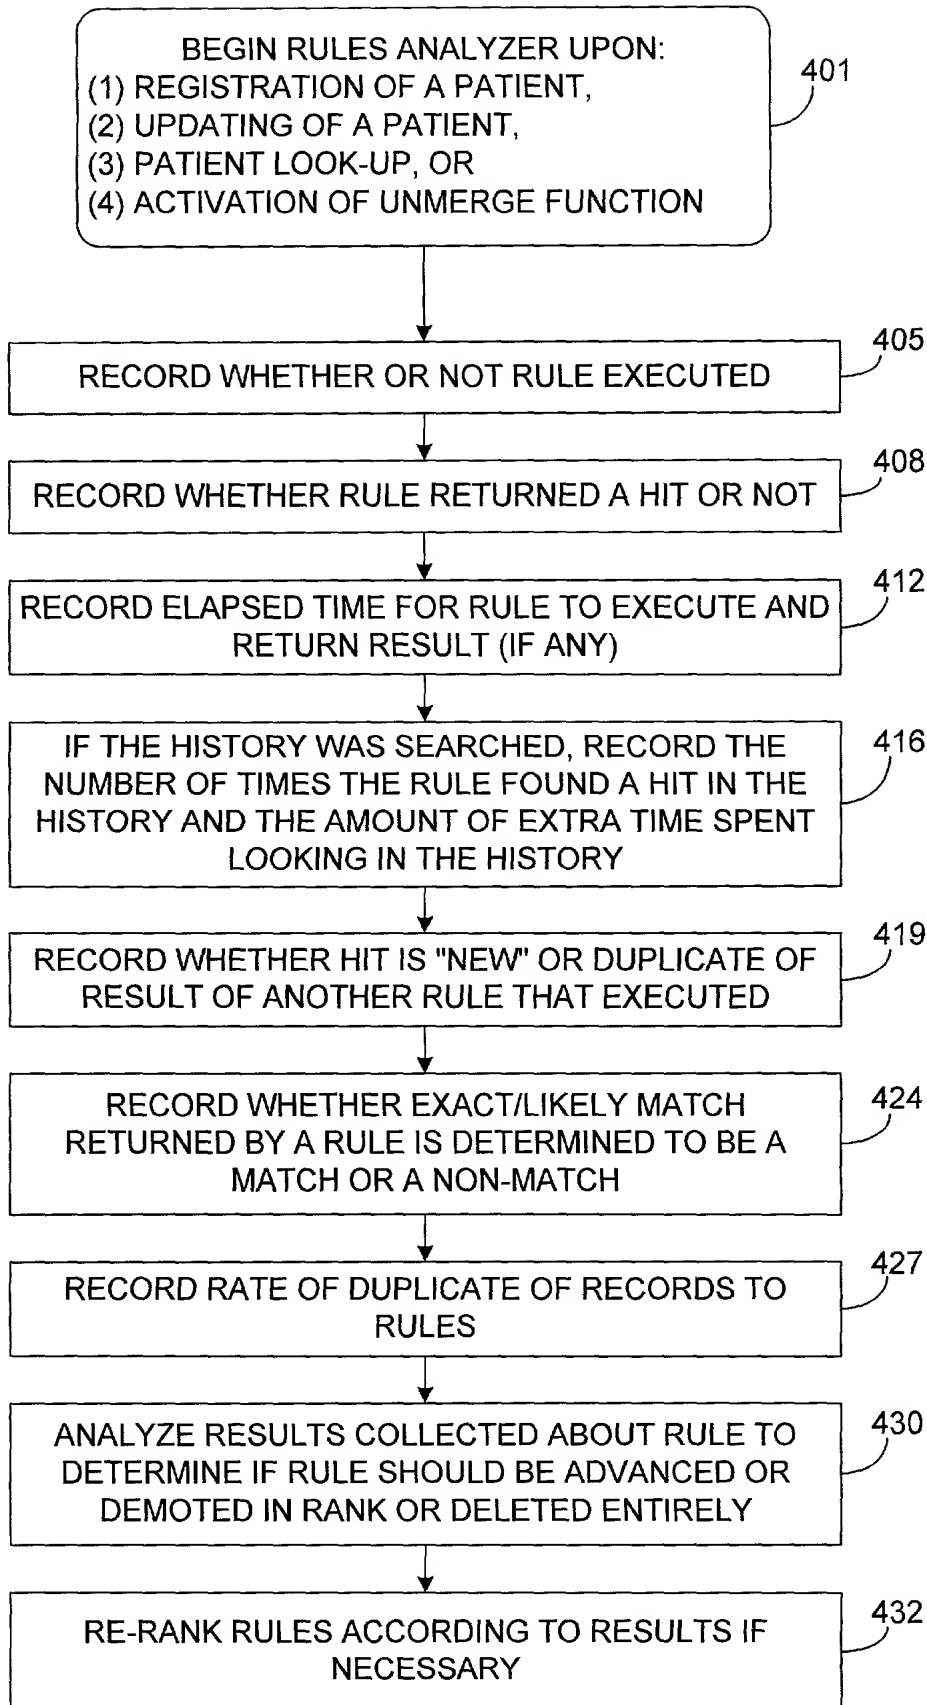 BEGIN RULES ANALYZER UPON:
(1) REGISTRATION OF A PATIENT,
(2) UPDATING OF A PATIENT,
(3) PATIENT LOOK-UP, OR
(4) ACTIVATION OF UNMERGE FUNCTION
401
RECORD WHETHER OR NOT RULE EXECUTED
405
RECORD WHETHER RULE RETURNED A HIT OR NOT
408
RECORD ELAPSED TIME FOR RULE TO EXECUTE AND
RETURN RESULT (IF ANY)
412
IF THE HISTORY WAS SEARCHED, RECORD THE
NUMBER OF TIMES THE RULE FOUND A HIT IN THE
HISTORY AND THE AMOUNT OF EXTRA TIME SPENT
LOOKING IN THE HISTORY
416
RECORD WHETHER HIT IS "NEW" OR DUPLICATE OF
RESULT OF ANOTHER RULE THAT EXECUTED
419
RECORD WHETHER EXACT/LIKELY MATCH
RETURNED BY A RULE IS DETERMINED TO BE A
MATCH OR A NON-MATCH
424
RECORD RATE OF DUPLICATE OF RECORDS TO
RULES
427
ANALYZE RESULTS COLLECTED ABOUT RULE TO
DETERMINE IF RULE SHOULD BE ADVANCED OR
DEMOTED IN RANK OR DELETED ENTIRELY
430
RE-RANK RULES ACCORDING TO RESULTS IF
NECESSARY
432